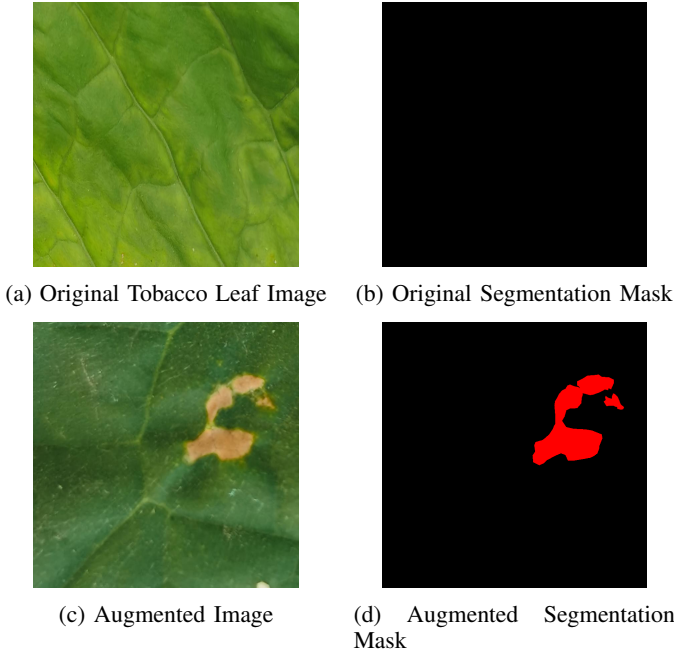 (a) Original Tobacco Leaf Image
(b) Original Segmentation Mask
(c) Augmented Image
(d) Augmented Segmentation
Mask